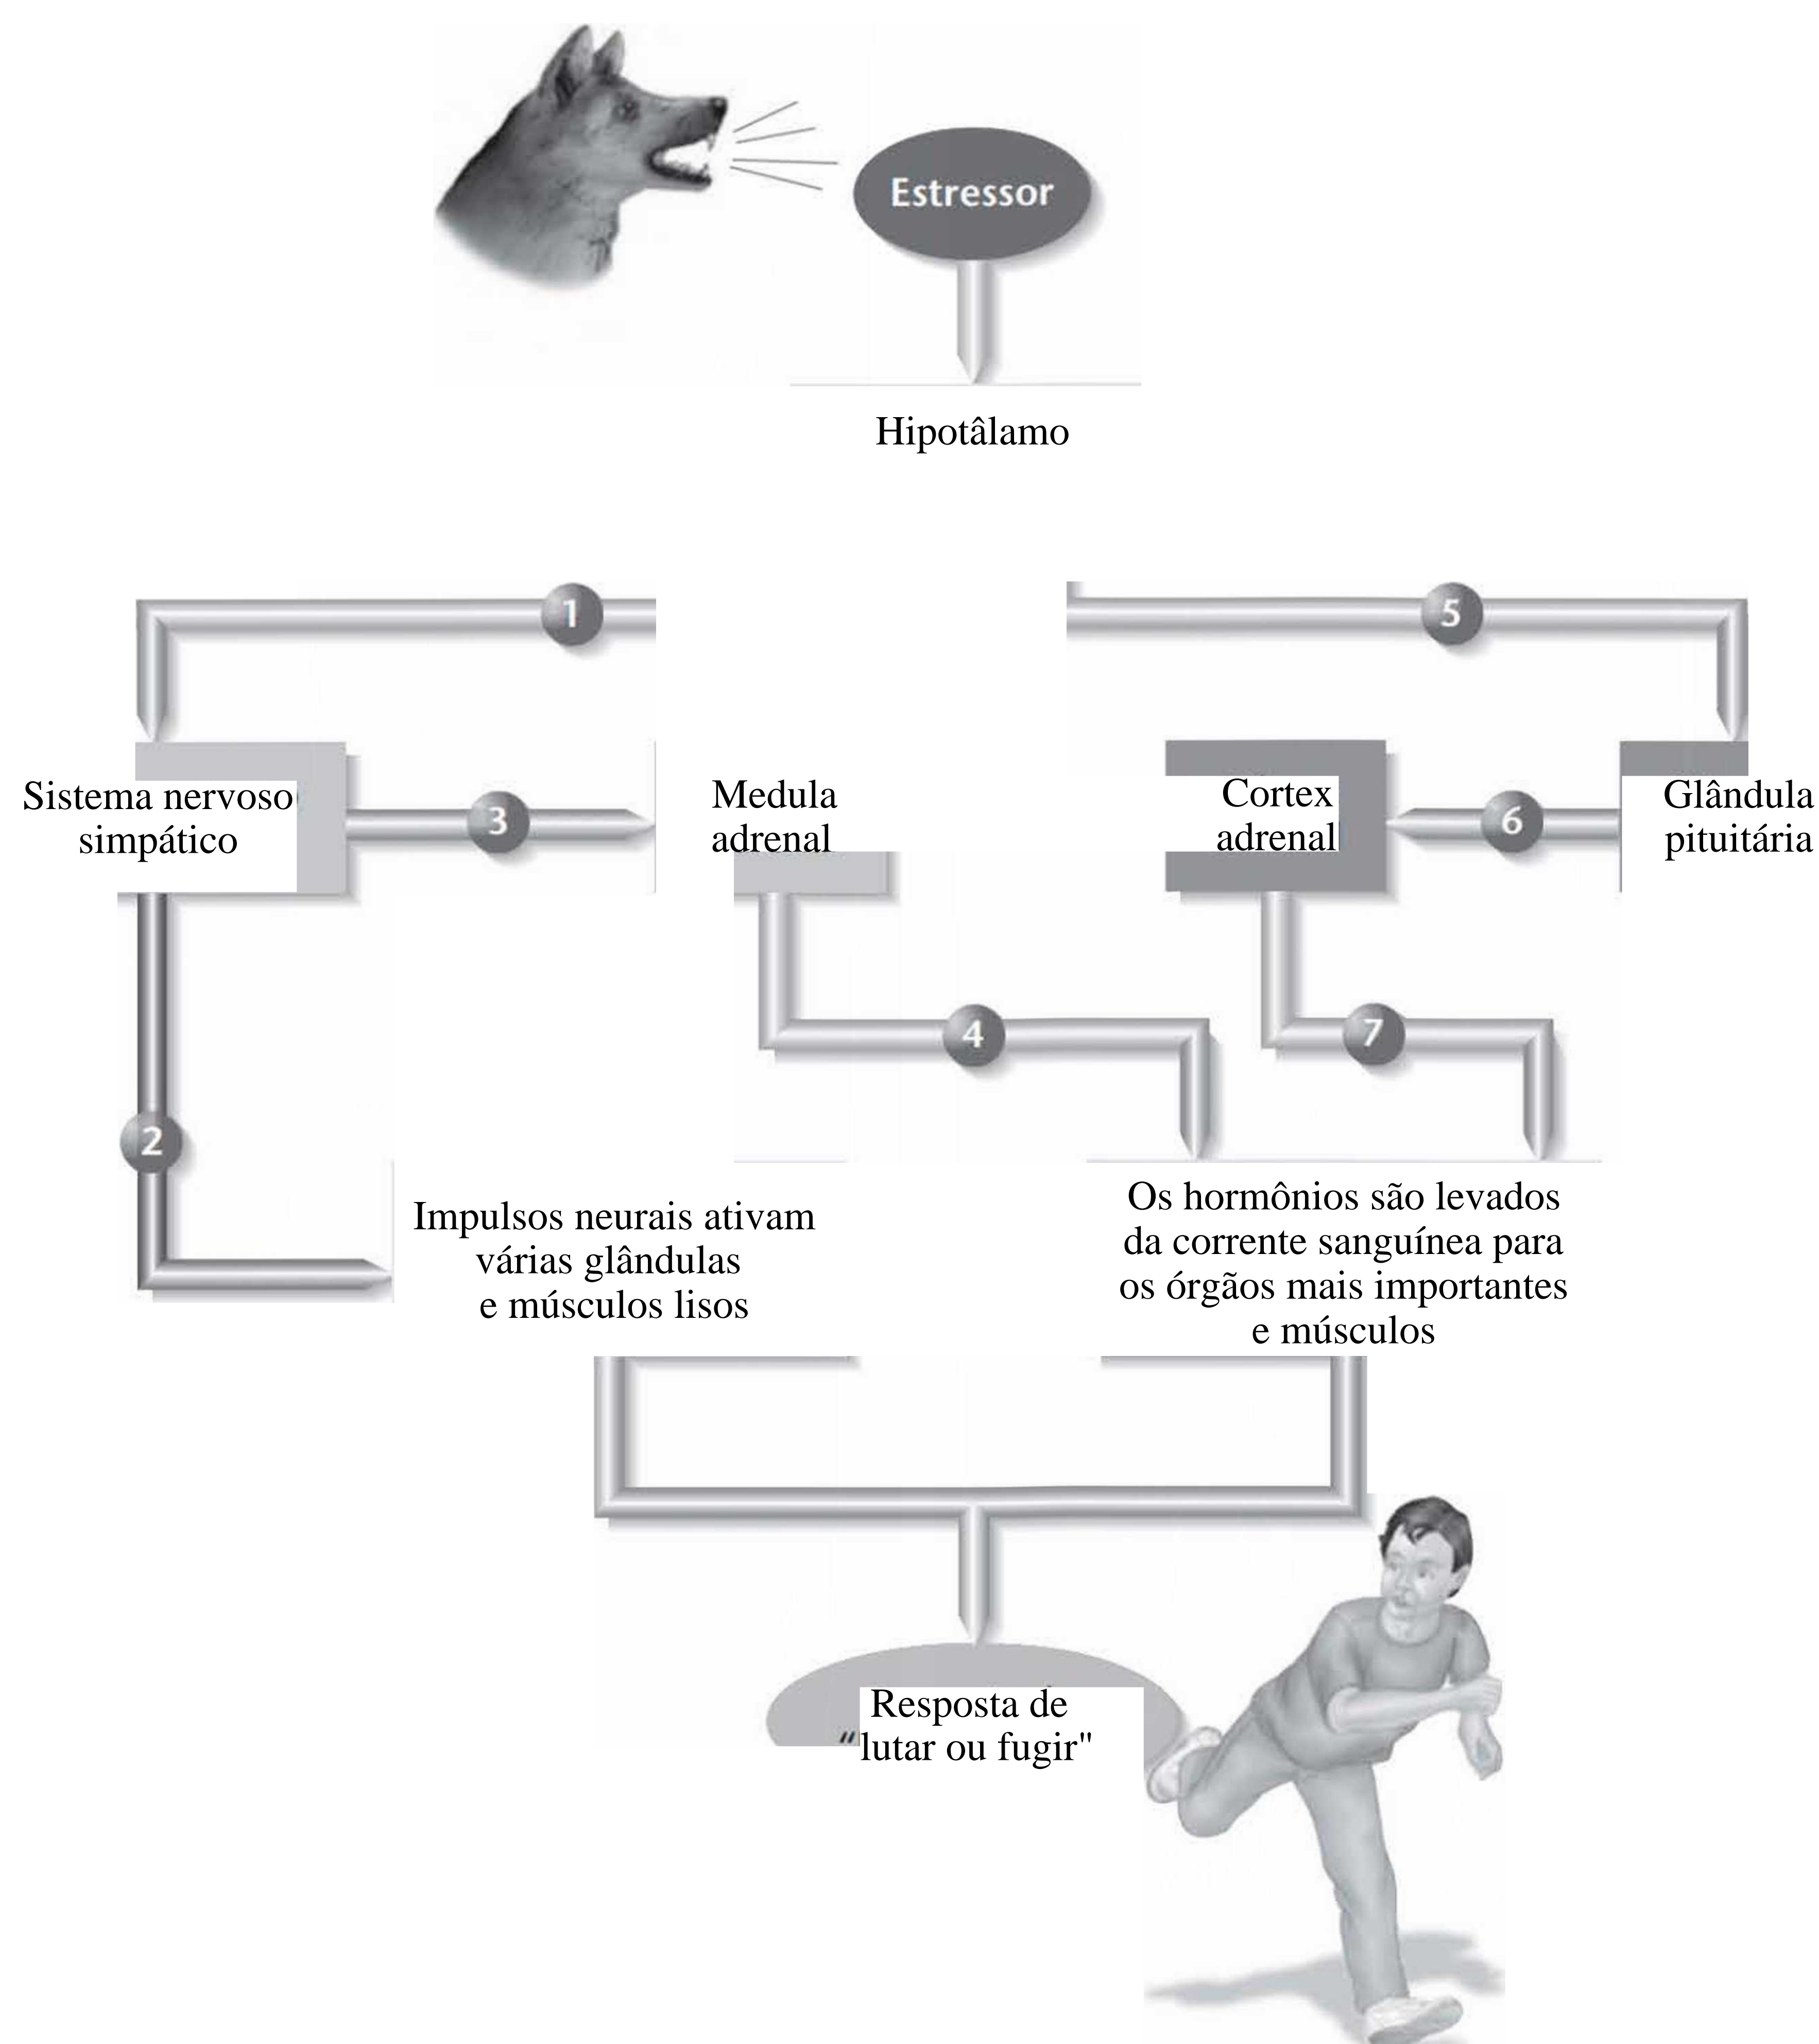 Estressor
Hipotâlamo
1
5
Sistema nervoso
simpático
3
Medula
adrenal
Cortex
adrenal
6
Glândula
pituitária
4
7
2
Impulsos neurais ativam
várias glândulas
e músculos lisos
Os hormônios são levados
da corrente sanguínea para
os órgãos mais importantes
e músculos
Resposta de
“lutar ou fugir"